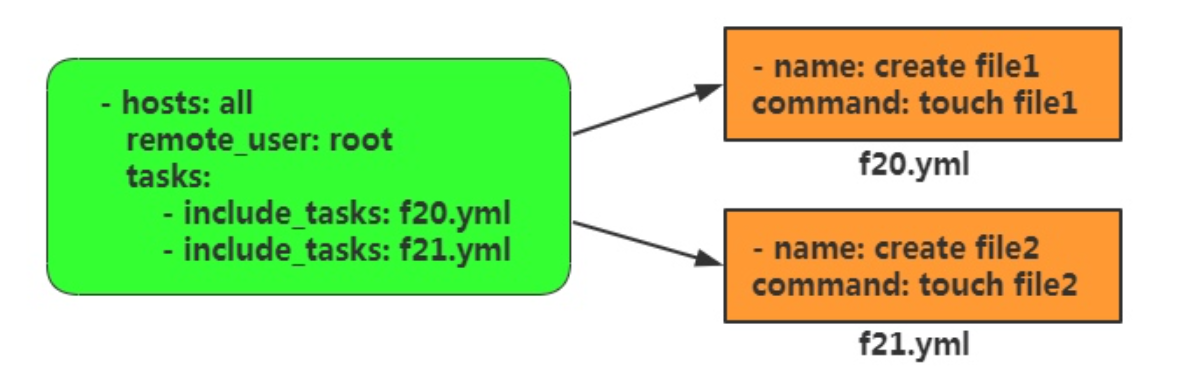 - hosts: all
remote_user: root
tasks:
- include_tasks: f20.yml
- include_tasks: f21.yml
- name: create file1
command: touch file1
f20.yml
- name: create file2
command: touch file2
f21.yml